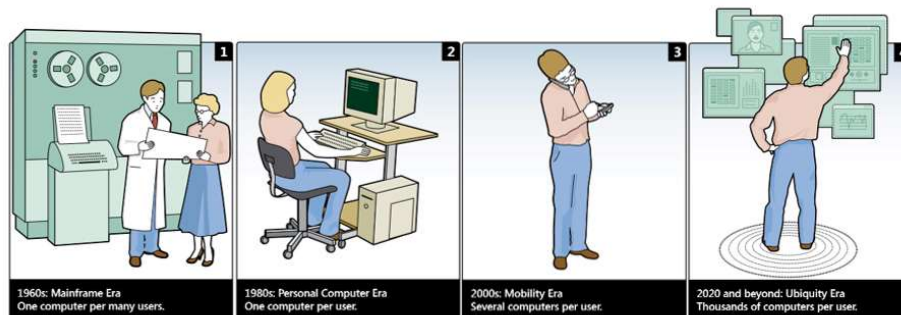 1
1960s: Mainframe Era
One computer per many users.
2
1980s: Personal Computer Era
One computer per user.
3
2000s: Mobility Era
Several computers per user.
2020 and beyond: Ubiquity Era
Thousands of computers per user.